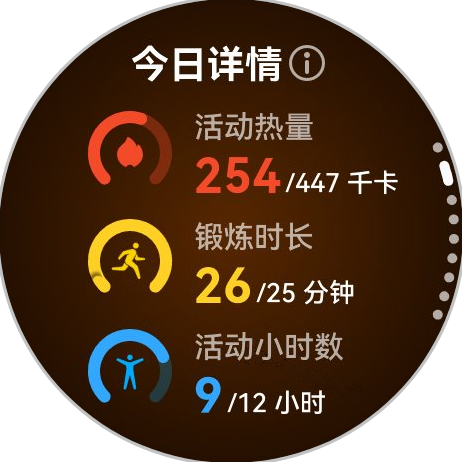 今日详情
活动热量
254/447 千卡
锻炼时长
26/25 分钟
活动小时数
9/12 小时